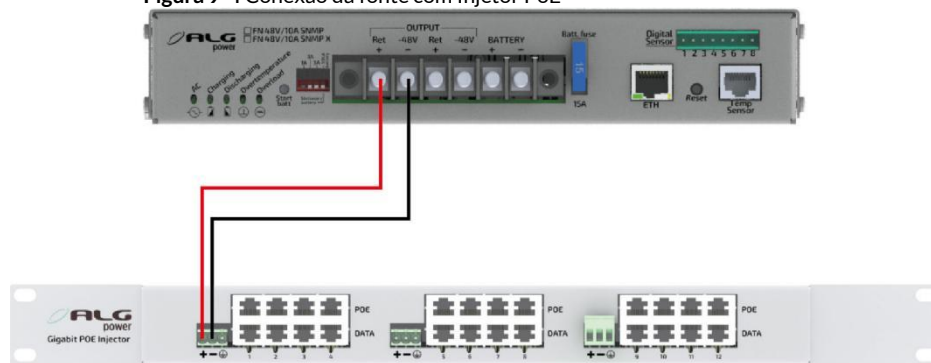 Figura 9 - Conexão da fonte com injetor PoE
ALG
power
FN 48V/10A SNMP
FN 48V/10A SNMP X
OUTPUT
Ret -48V Ret -48V BATTERY
+ - + - + -
Batt. fuse
15
15A
Digital
Sensor
1 2 3 4 5 6 7 8
AC
Charging
Discharging
Overtemperature
Overload
Start
Batt
ETH
Reset
Temp
Sensor
ALG
power
Gigabit POE Injector
POE
DATA
+ -
1 2 3 4
POE
DATA
+ -
5 6 7 8
POE
DATA
+ -
9 10 11 12